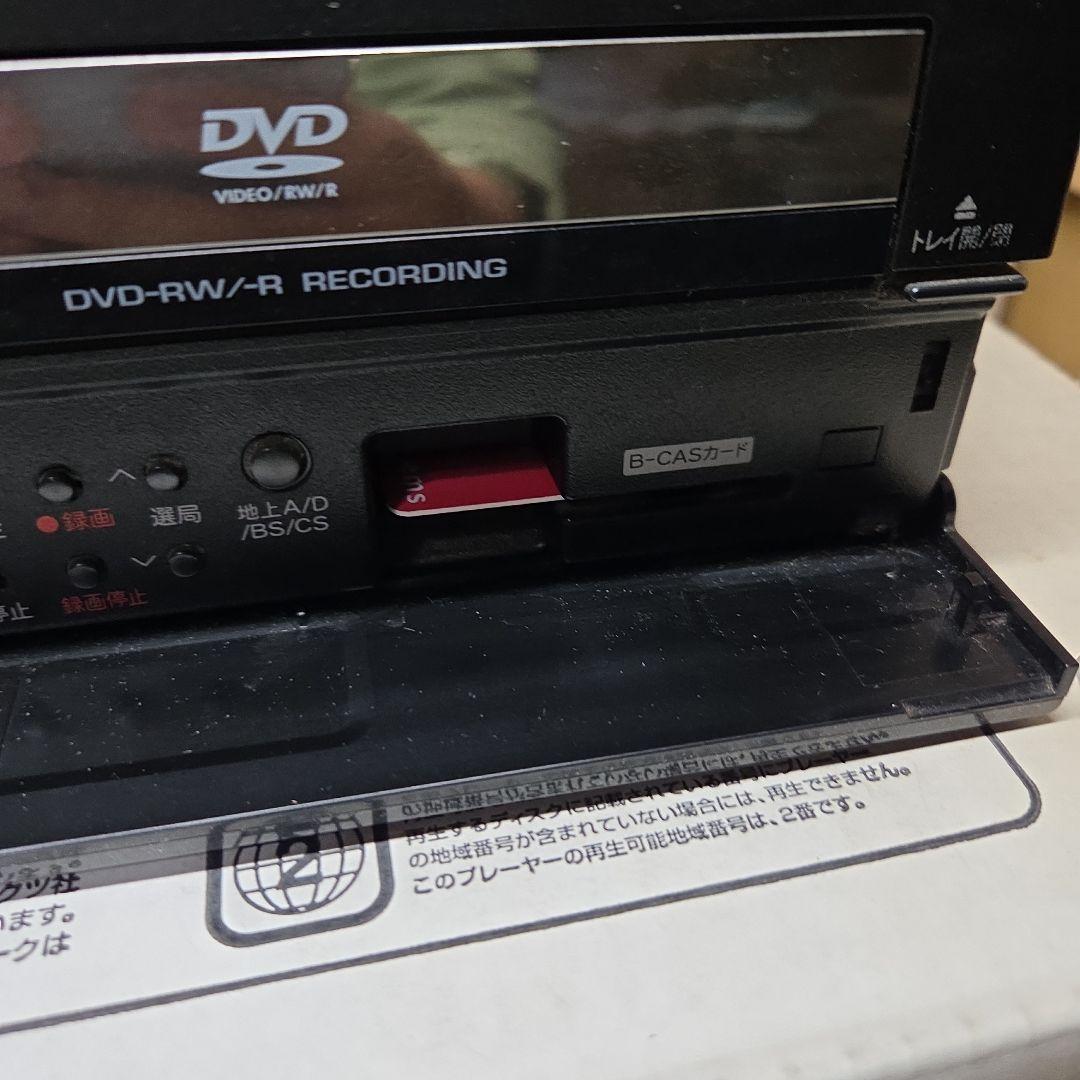 DVD
VIDEO/RW/R
トレイ開/閉
DVD-RW/-R RECORDING
B-CASカード
●録画
選局
地上A/D
/BS/CS
停止
録画停止
ms
再生するディスクに記載されている番号にプレーヤー
の地域番号が含まれていない場合には、再生できません。
このプレーヤーの再生可能地域番号は、2番です。
2
クツ社
います。
ークは